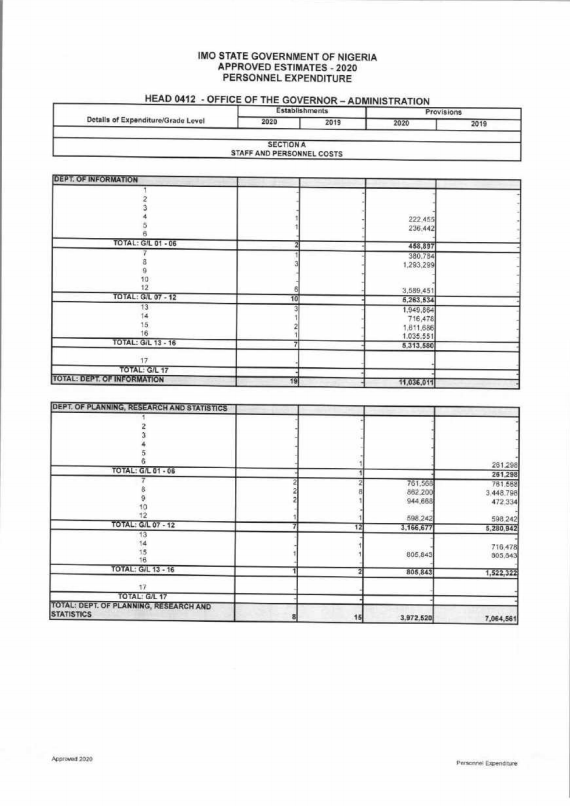 IMO STATE GOVERNMENT OF NIGERIA
APPROVED ESTIMATES - 2020
PERSONNEL EXPENDITURE
HEAD 0412 - OFFICE OF THE GOVERNOR – ADMINISTRATION
Details of Expenditure/Grade Level Establishments Provisions
2020 2019 2020 2019
SECTION A
STAFF AND PERSONNEL COSTS
DEPT. OF INFORMATION
1 - - - -
2 - - - -
3 - - - -
4 1 - 222,455 -
5 1 - 236,442 -
6 - - - -
TOTAL: G/L 01 - 06 2 - 458,897 -
7 1 - 380,784 -
8 3 - 1,293,299 -
9 - - - -
10 - - - -
12 6 - 3,589,451 -
TOTAL: G/L 07 - 12 10 - 5,263,534 -
13 3 - 1,949,864 -
14 1 - 716,478 -
15 2 - 1,611,686 -
16 1 - 1,035,551 -
TOTAL: G/L 13 - 16 7 - 5,313,580 -
17 - - - -
TOTAL: G/L 17 - - - -
TOTAL: DEPT. OF INFORMATION 19 - 11,036,011 -
DEPT. OF PLANNING, RESEARCH AND STATISTICS
1 - - - -
2 - - - -
3 - - - -
4 - - - -
5 - - - -
6 - 1 - 261,298
TOTAL: G/L 01 - 06 - 1 - 261,298
7 2 2 761,568 761,568
8 2 8 862,200 3,448,798
9 2 1 944,668 472,334
10 - - - -
12 1 1 598,242 598,242
TOTAL: G/L 07 - 12 7 12 3,166,677 5,280,942
13 - - - -
14 - 1 - 716,478
15 1 1 805,843 805,843
16 - - - -
TOTAL: G/L 13 - 16 1 2 805,843 1,522,322
17 - - - -
TOTAL: G/L 17 - - - -
TOTAL: DEPT. OF PLANNING, RESEARCH AND
STATISTICS 8 15 3,972,520 7,064,561
Approved 2020 Personnel Expenditure